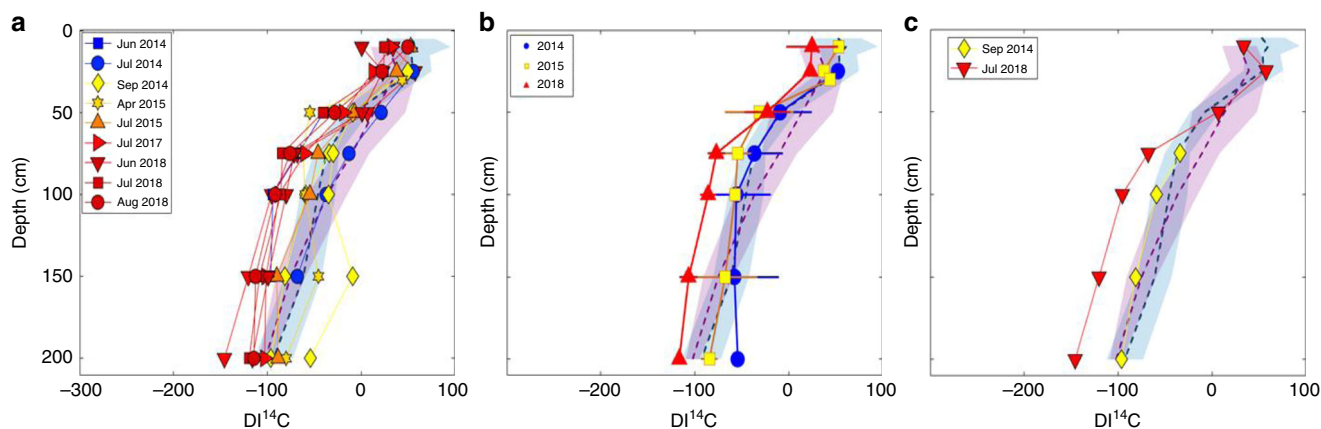 a
0
50
100
150
200
Depth (cm)
Jun 2014
Jul 2014
Sep 2014
Apr 2015
Jul 2015
Jul 2017
Jun 2018
Jul 2018
Aug 2018
–300 –200 –100 0 100
DI¹⁴C
b
Depth (cm)
2014
2015
2018
–200 –100 0
DI¹⁴C
c
Depth (cm)
Sep 2014
Jul 2018
–200 –100 0 100
DI¹⁴C